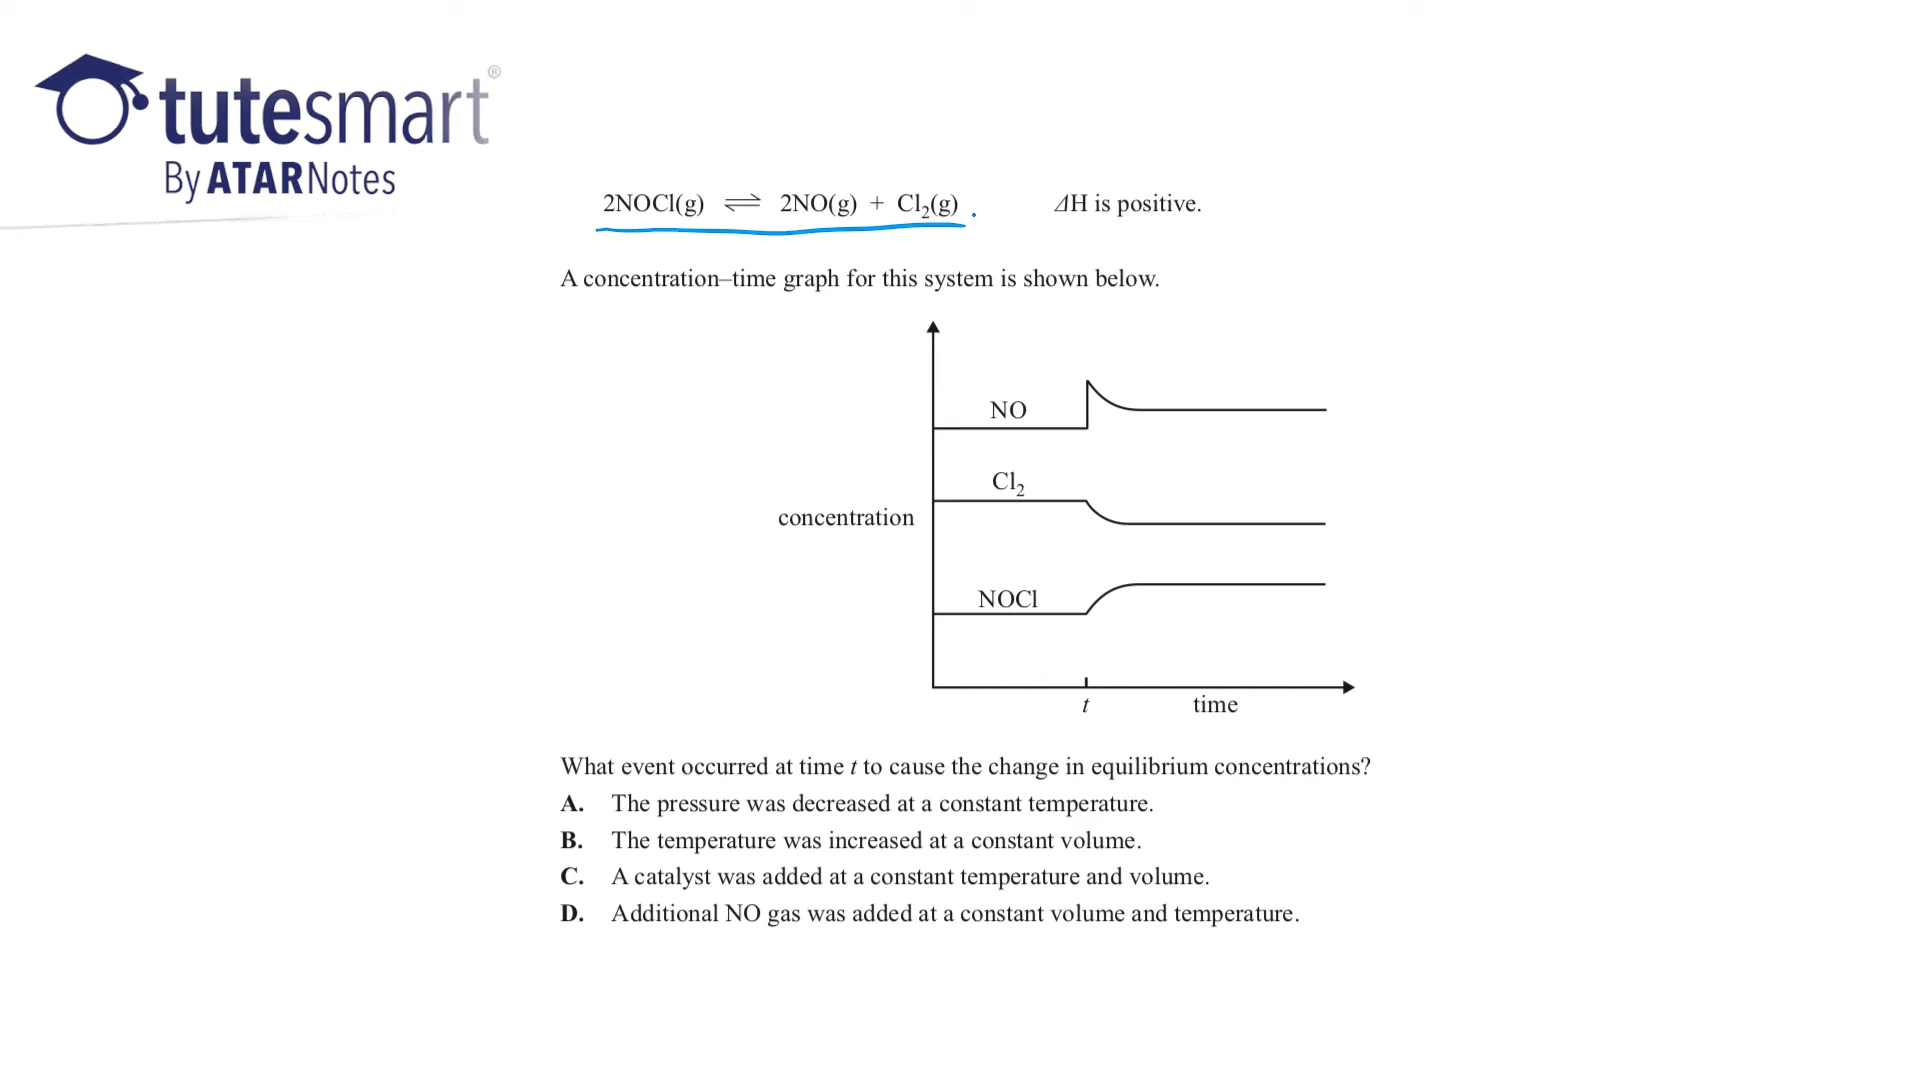 tutesmart®
By ATARNotes
2NOCl(g) ⇌ 2NO(g) + Cl₂(g) ΔH is positive.
A concentration–time graph for this system is shown below.
NO
Cl₂
concentration
NOCl
t time
What event occurred at time t to cause the change in equilibrium concentrations?
A. The pressure was decreased at a constant temperature.
B. The temperature was increased at a constant volume.
C. A catalyst was added at a constant temperature and volume.
D. Additional NO gas was added at a constant volume and temperature.